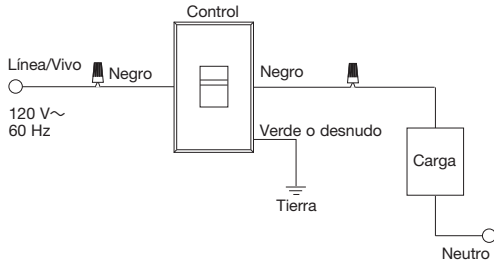 Control
Línea/Vivo
Negro
Negro
120 V～
60 Hz
Verde o desnudo
Carga
Tierra
Neutro